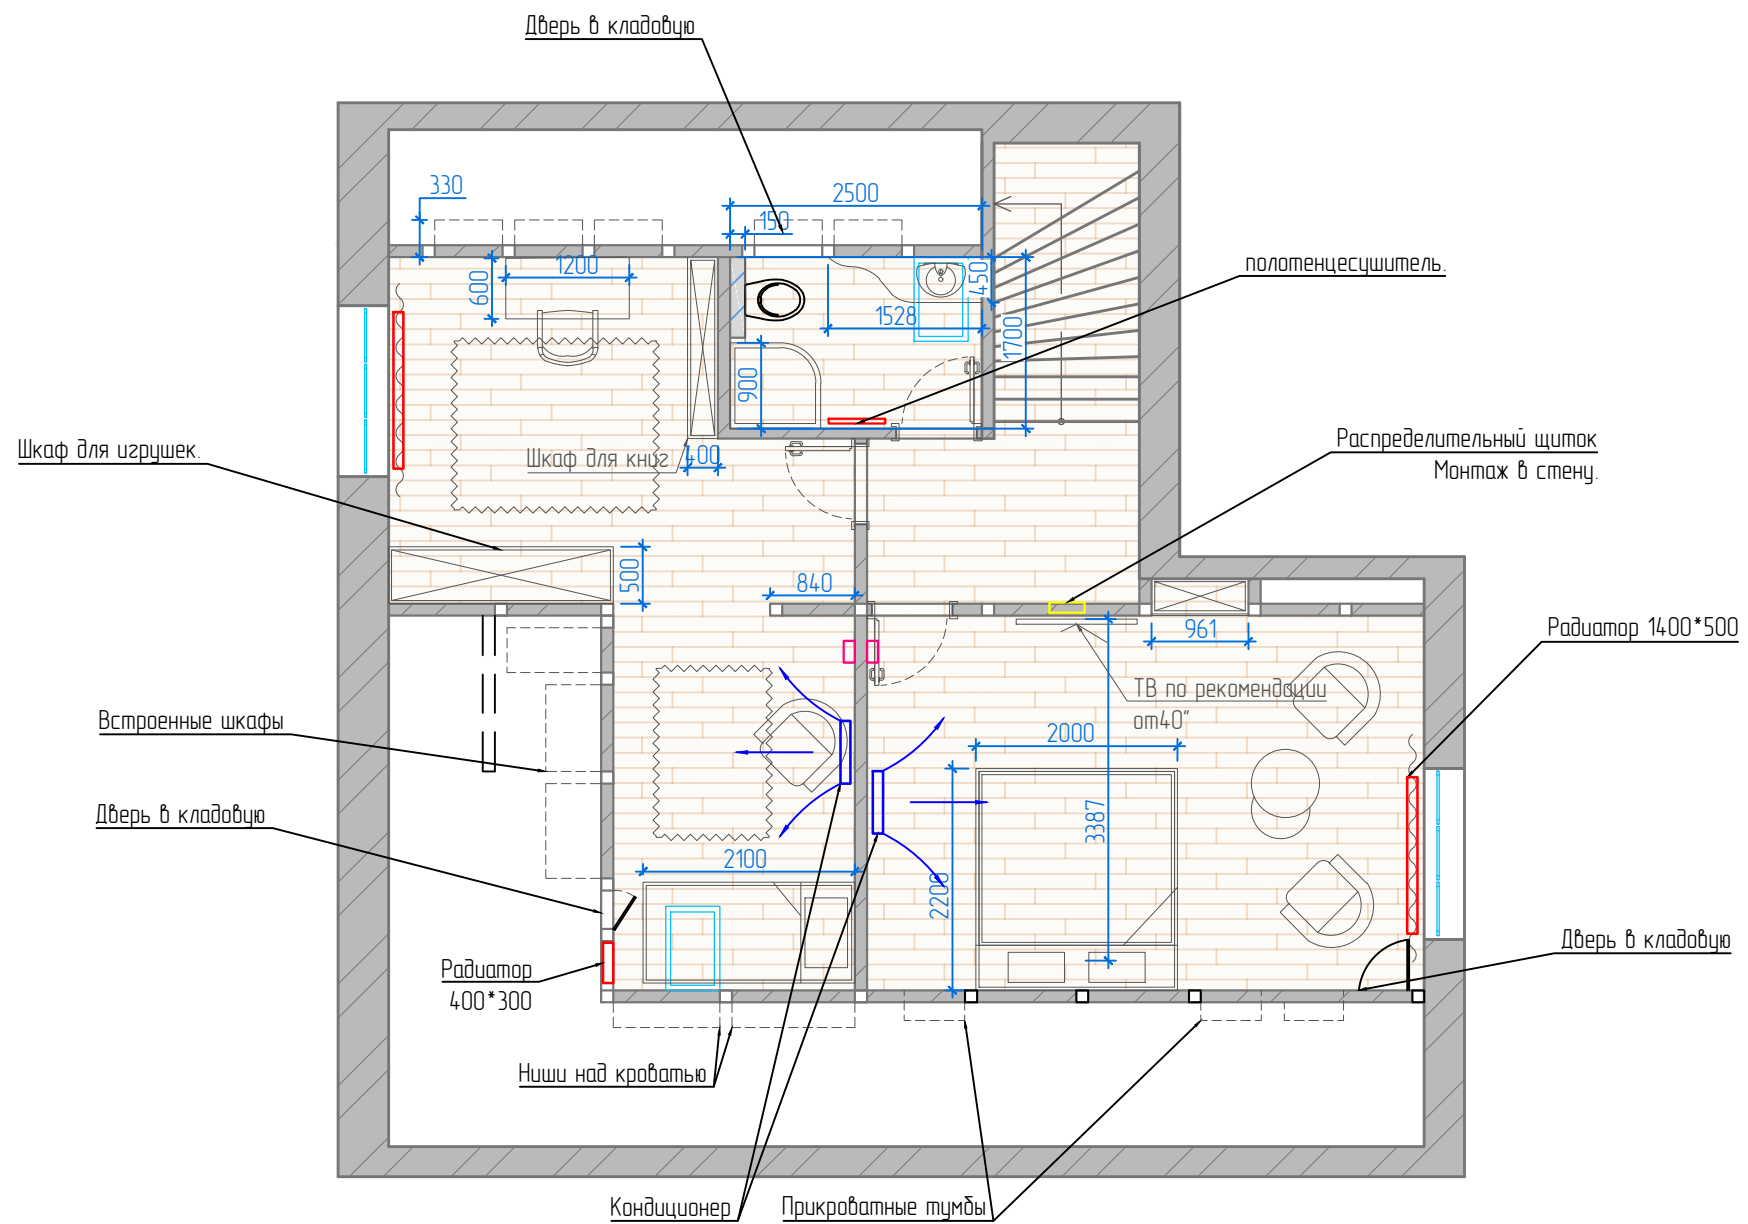 Дверь в кладовую
330
2500
150
полотенцесушитель.
600
1200
450
1528
1700
900
Шкаф для игрушек.
Шкаф для книг
400
Распределительный щиток
Монтаж в стену.
500
840
961
Радиатор 1400*500
ТВ по рекомендации
от40"
Встроенные шкафы
2000
3387
Дверь в кладовую
2100
2200
Дверь в кладовую
Радиатор
400*300
Ниши над кроватью
Кондиционер
Прикроватные тумбы